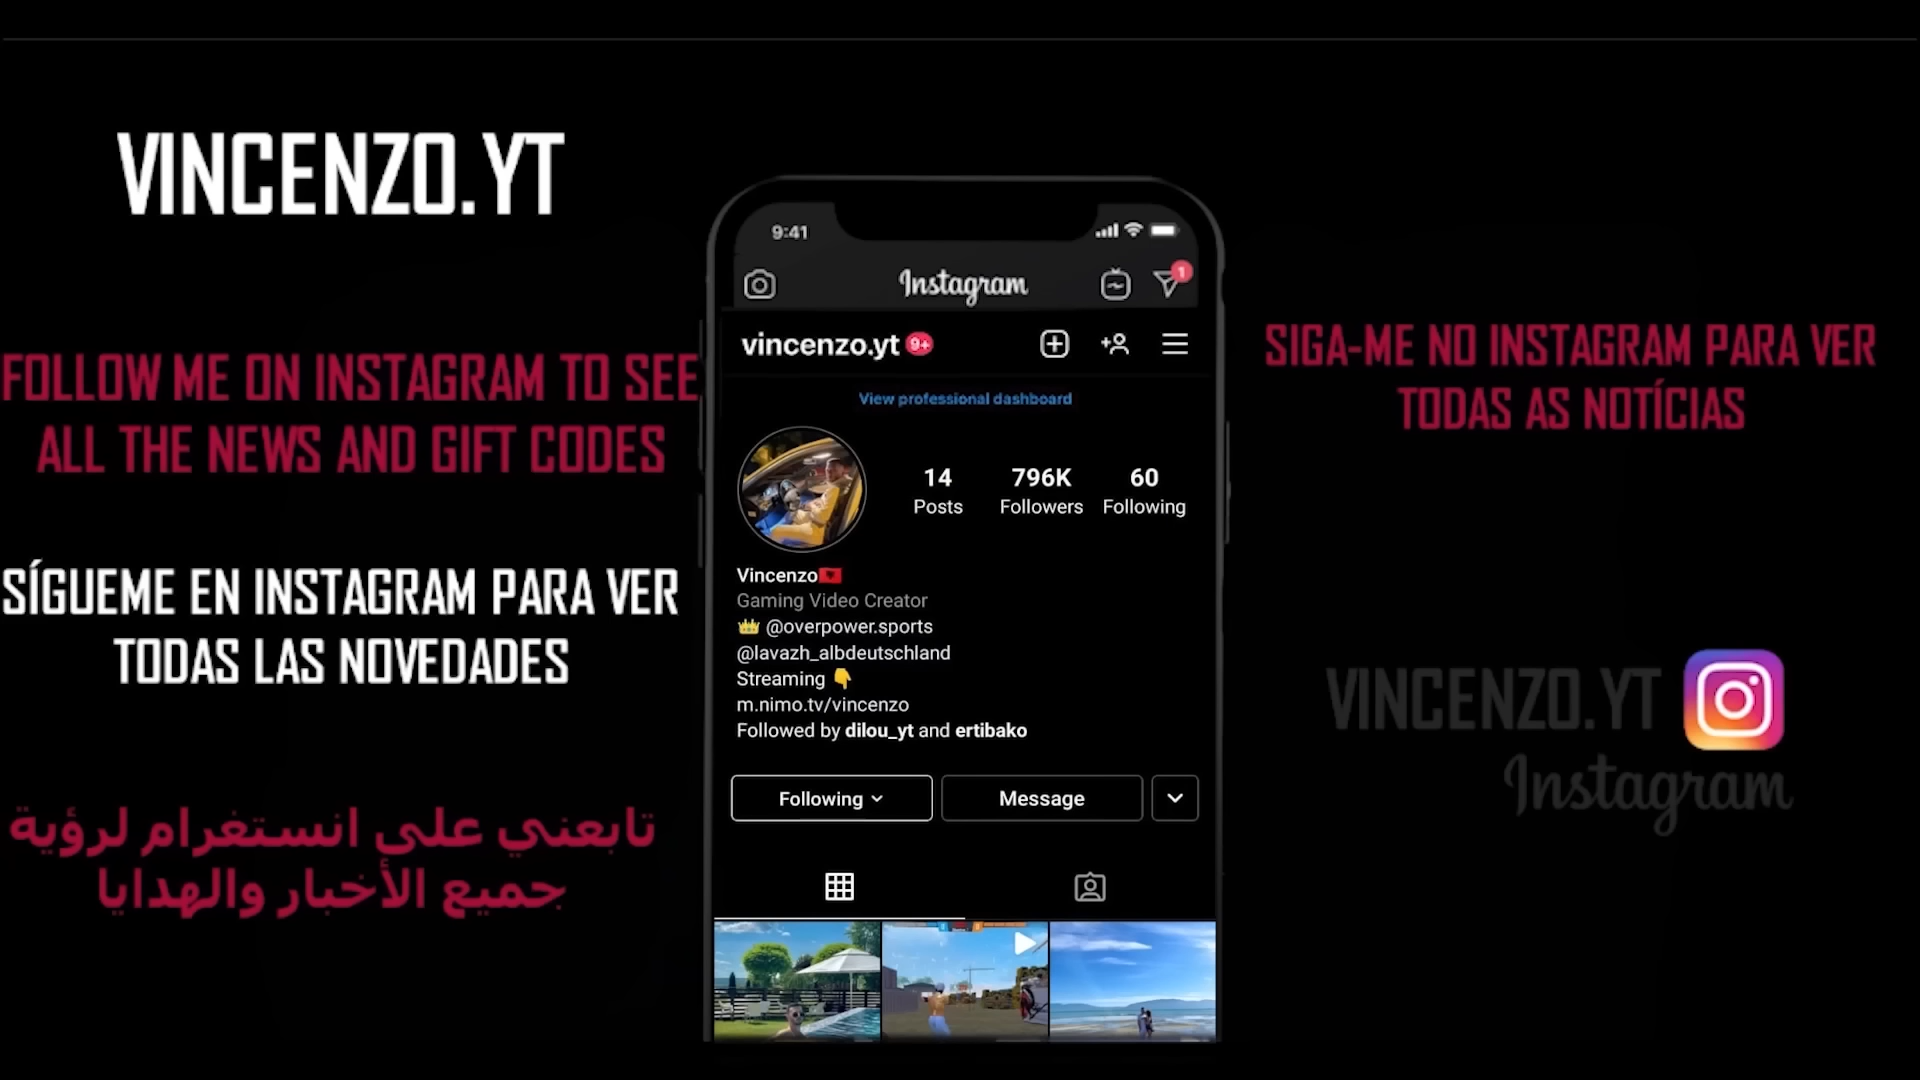 VINCENZO.YT
FOLLOW ME ON INSTAGRAM TO SEE
ALL THE NEWS AND GIFT CODES
SÍGUEME EN INSTAGRAM PARA VER
TODAS LAS NOVEDADES
تابعني على انستغرام لرؤية
جميع الأخبار والهدايا
9:41
Instagram
1
vincenzo.yt 9+
View professional dashboard
14 796K 60
Posts Followers Following
Vincenzo
Gaming Video Creator
@overpower.sports
@lavazh_albdeutschland
Streaming
m.nimo.tv/vincenzo
Followed by dilou_yt and ertibako
Following Message
SIGA-ME NO INSTAGRAM PARA VER
TODAS AS NOTÍCIAS
VINCENZO.YT
Instagram